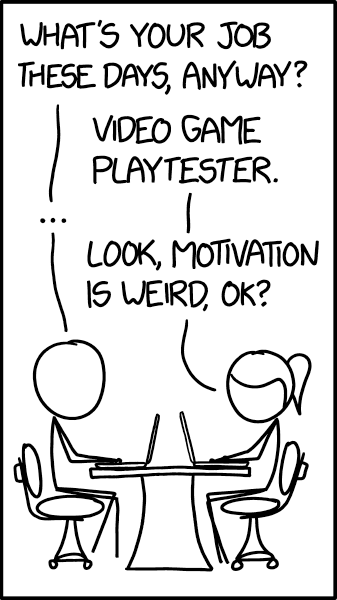 WHAT'S YOUR JOB
THESE DAYS, ANYWAY?
VIDEO GAME
PLAYTESTER.
...
LOOK, MOTIVATION
IS WEIRD, OK?